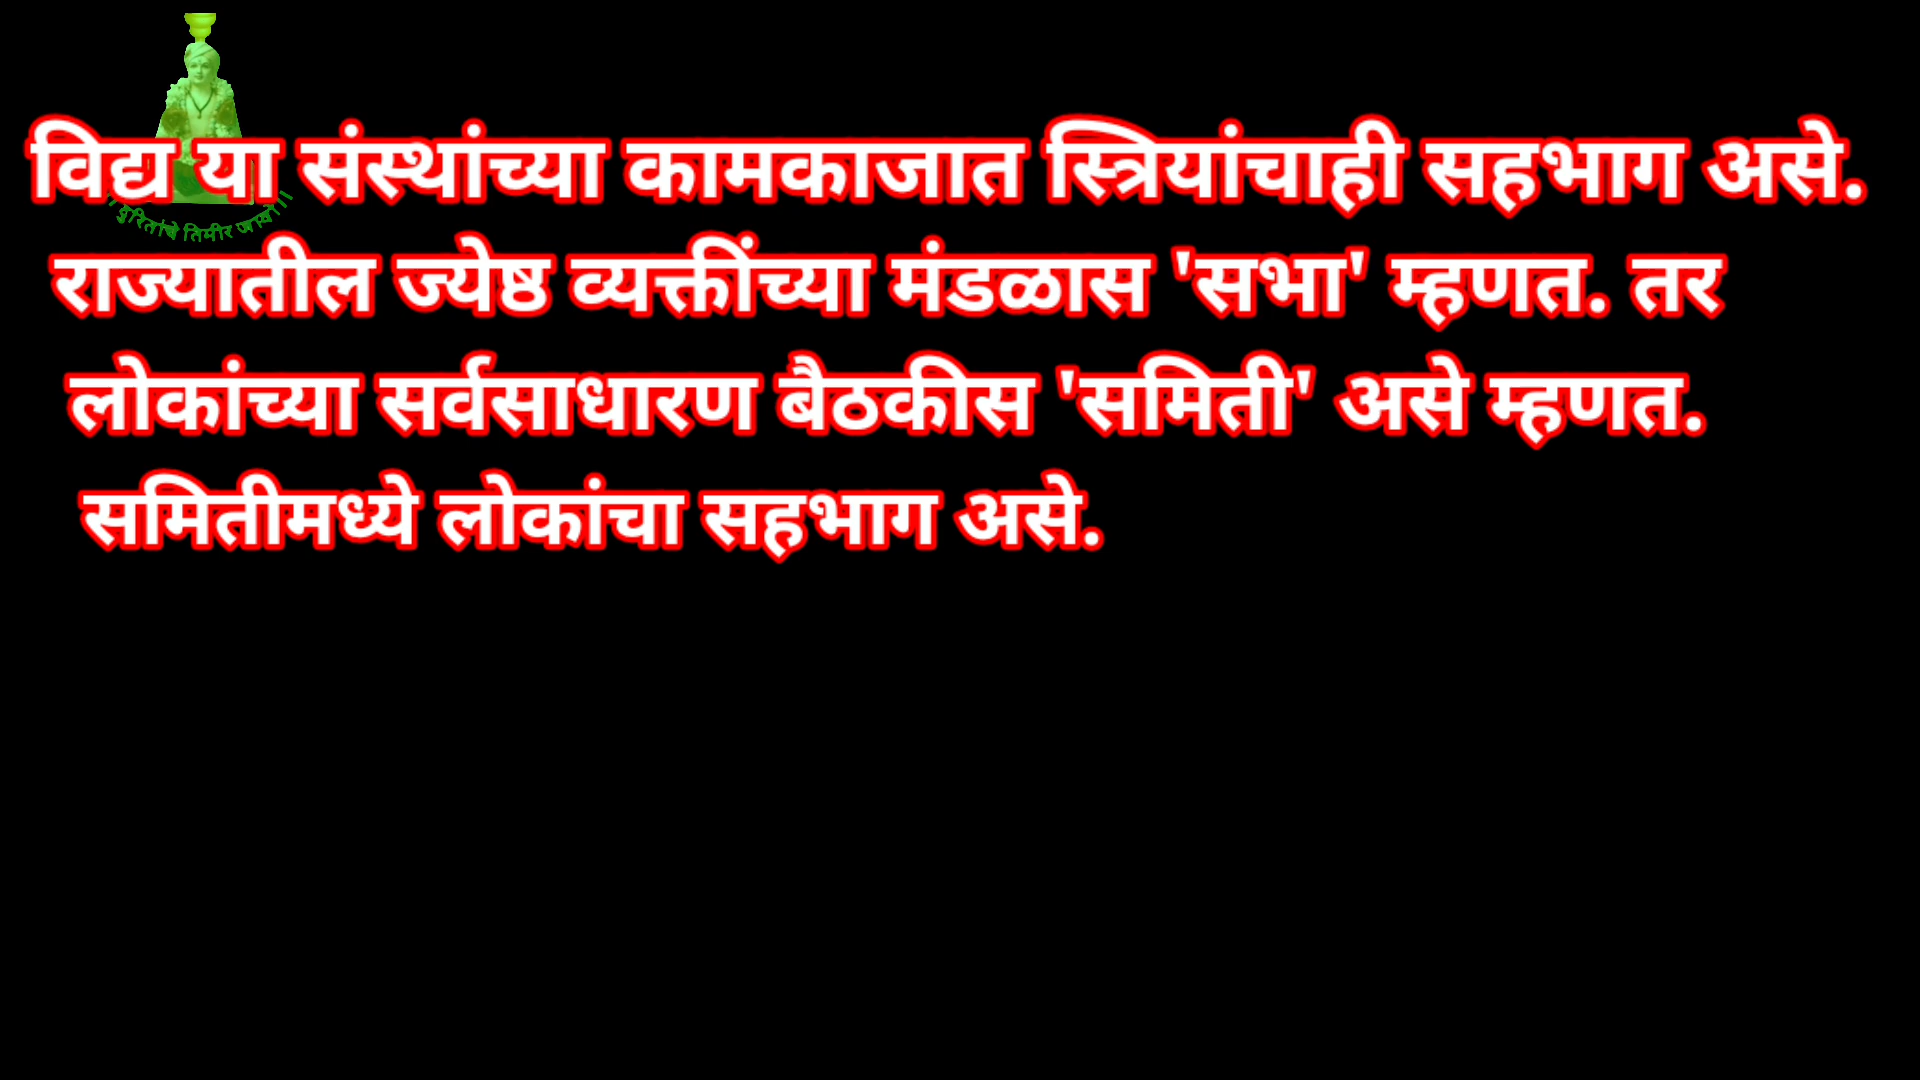 विद्य या संस्थांच्या कामकाजात स्त्रियांचाही सहभाग असे.
राज्यातील ज्येष्ठ व्यक्तींच्या मंडळास 'सभा' म्हणत. तर
लोकांच्या सर्वसाधारण बैठकीस 'समिती' असे म्हणत.
समितीमध्ये लोकांचा सहभाग असे.
दुरितांचे तिमीर जावो